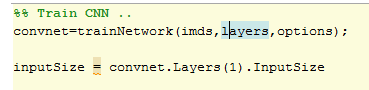 %% Train CNN ..
convnet=trainNetwork(imds,layers,options);
inputSize = convnet.Layers(1).InputSize